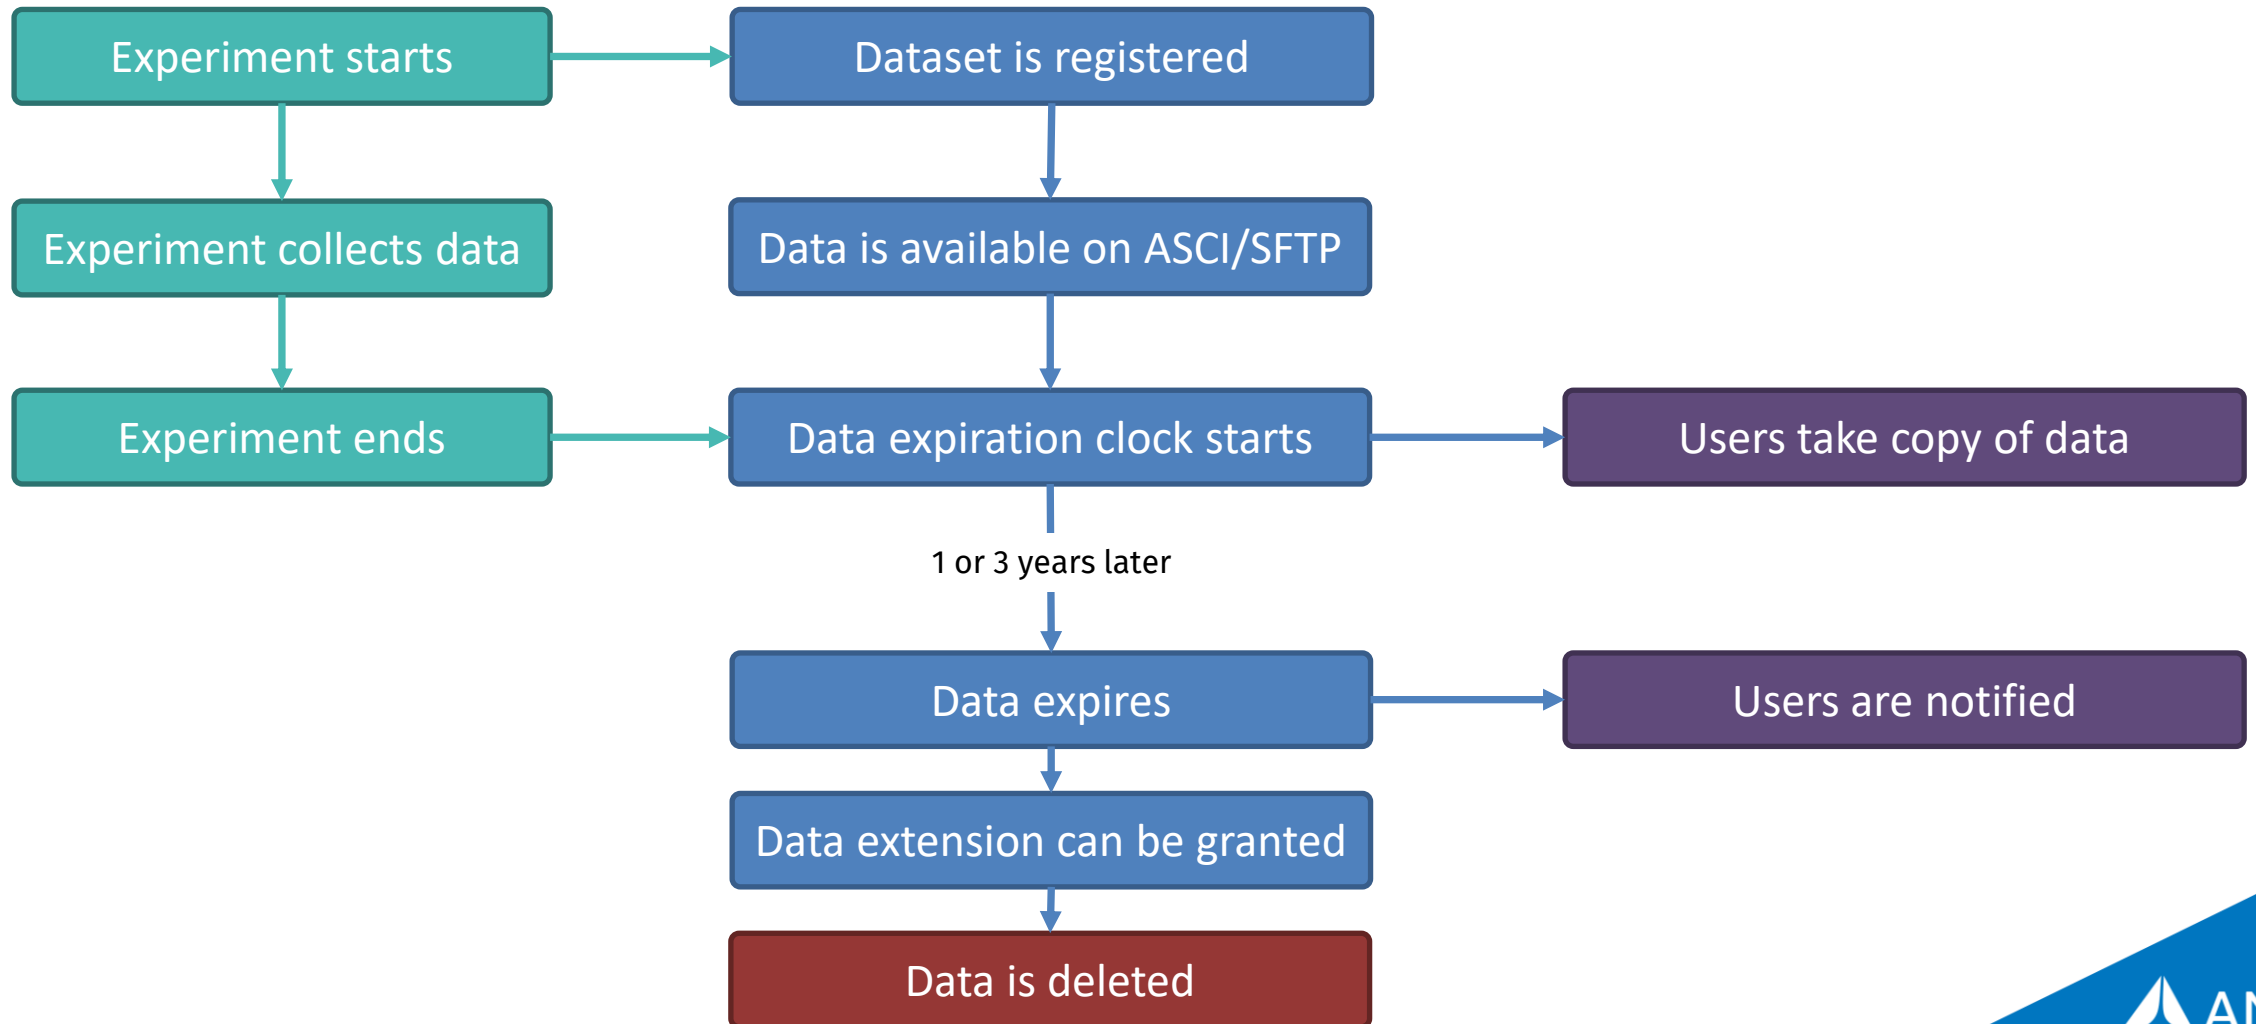 Experiment starts
Dataset is registered
Experiment collects data
Data is available on ASCI/SFTP
Experiment ends
Data expiration clock starts
Users take copy of data
1 or 3 years later
Data expires
Users are notified
Data extension can be granted
Data is deleted